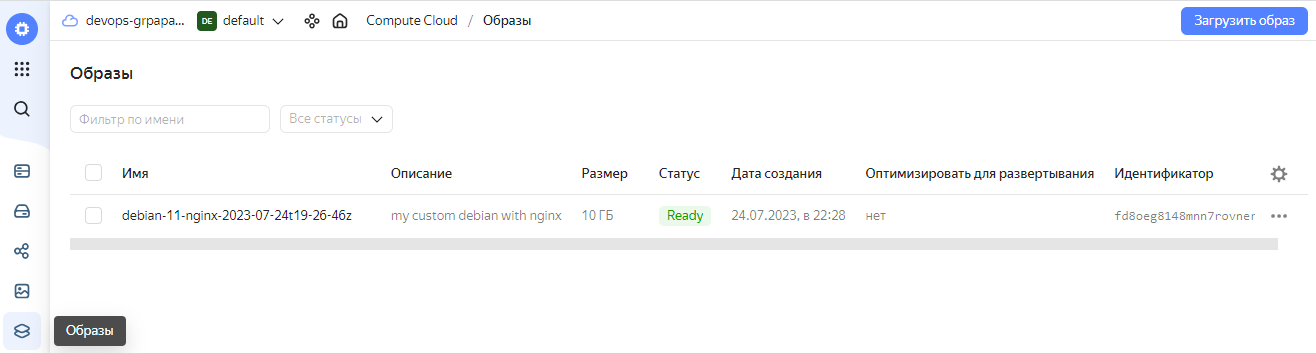 devops-grpapa... DE default Compute Cloud / Образы Загрузить образ
Образы
Фильтр по имени Все статусы
Имя Описание Размер Статус Дата создания Оптимизировать для развертывания Идентификатор
debian-11-nginx-2023-07-24t19-26-46z my custom debian with nginx 10 ГБ Ready 24.07.2023, в 22:28 нет fd8oeg8148mnn7rovner
Образы